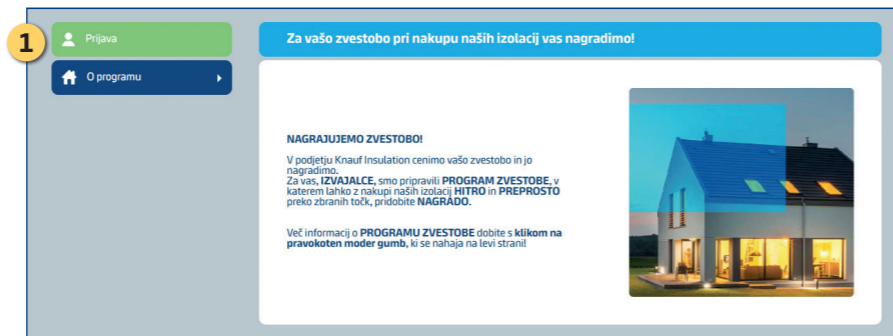 1
Prijava
O programu
Za vašo zvestobo pri nakupu naših izolacij vas nagradimo!
NAGRAJUJEMO ZVESTOBO!
V podjetju Knauf Insulation cenimo vašo zvestobo in jo
nagradimo.
Za vas, IZVAJALCE, smo pripravili PROGRAM ZVESTOBE, v
katerem lahko z nakupi naših izolacij HITRO in PREPROSTO
preko zbranih točk, pridobite NAGRADO.
Več informacij o PROGRAMU ZVESTOBE dobite s klikom na
pravokoten moder gumb, ki se nahaja na levi strani!